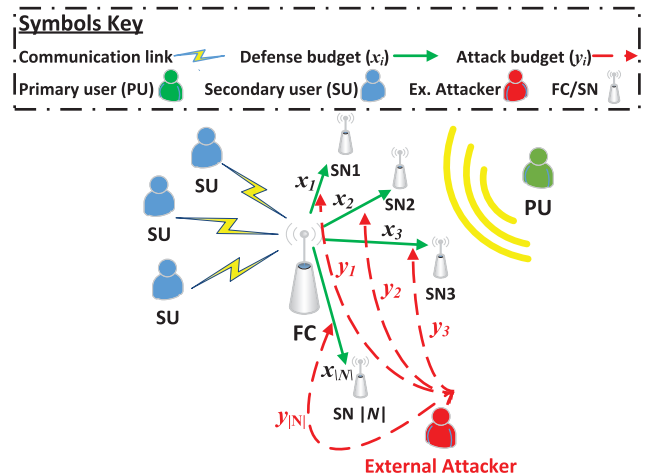 Symbols Key
Communication link Defense budget (xi) Attack budget (yi)
Primary user (PU) Secondary user (SU) Ex. Attacker FC/SN
SN1
SU
x1
x2
SN2
PU
SU
x3
SN3
y1
y2
y3
SU
FC
x|N|
SN |N|
y|N|
External Attacker